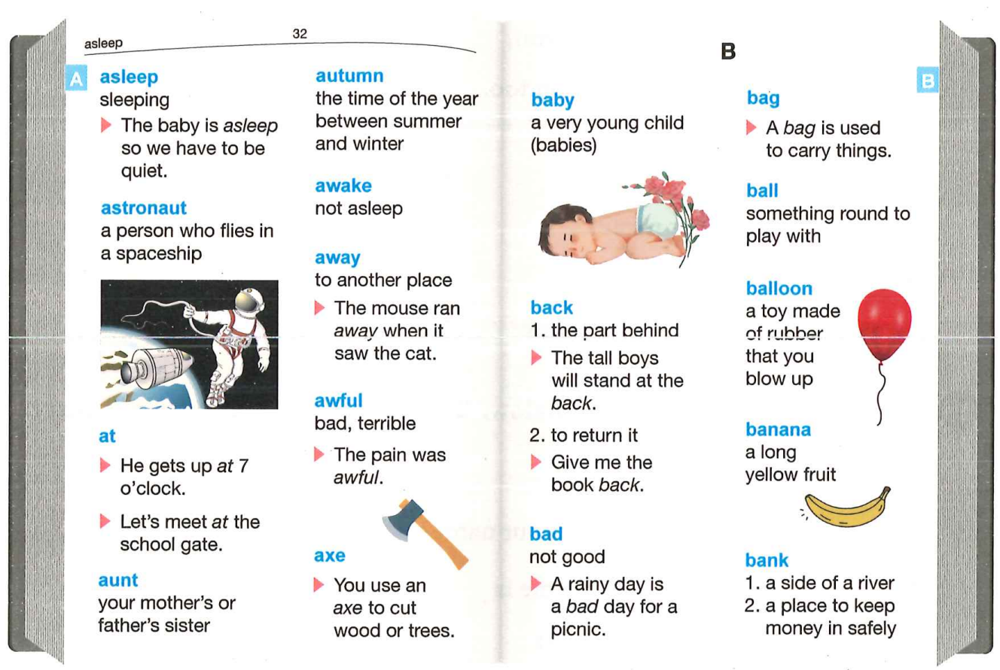 asleep
32
A
asleep
sleeping
The baby is asleep
so we have to be
quiet.
astronaut
a person who flies in
a spaceship
at
He gets up at 7
o'clock.
Let's meet at the
school gate.
aunt
your mother's or
father's sister
autumn
the time of the year
between summer
and winter
awake
not asleep
away
to another place
The mouse ran
away when it
saw the cat.
awful
bad, terrible
The pain was
awful.
axe
You use an
axe to cut
wood or trees.
B
baby
a very young child
(babies)
back
1. the part behind
The tall boys
will stand at the
back.
2. to return it
Give me the
book back.
bad
not good
A rainy day is
a bad day for a
picnic.
B
bag
A bag is used
to carry things.
ball
something round to
play with
balloon
a toy made
of rubber
that you
blow up
banana
a long
yellow fruit
bank
1. a side of a river
2. a place to keep
money in safely